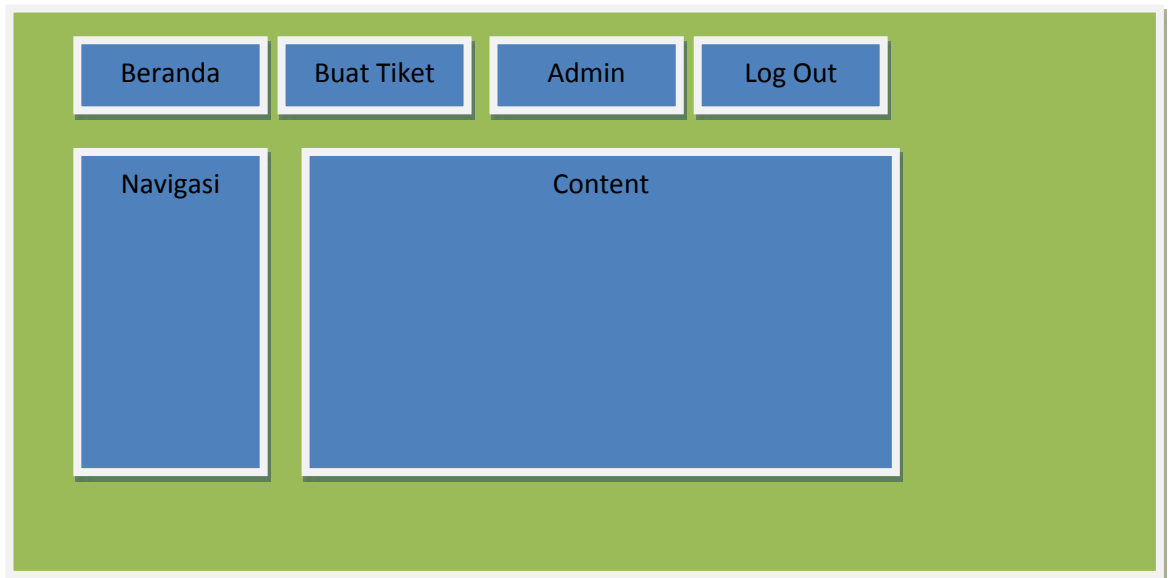 Beranda
Buat Tiket
Admin
Log Out
Navigasi
Content